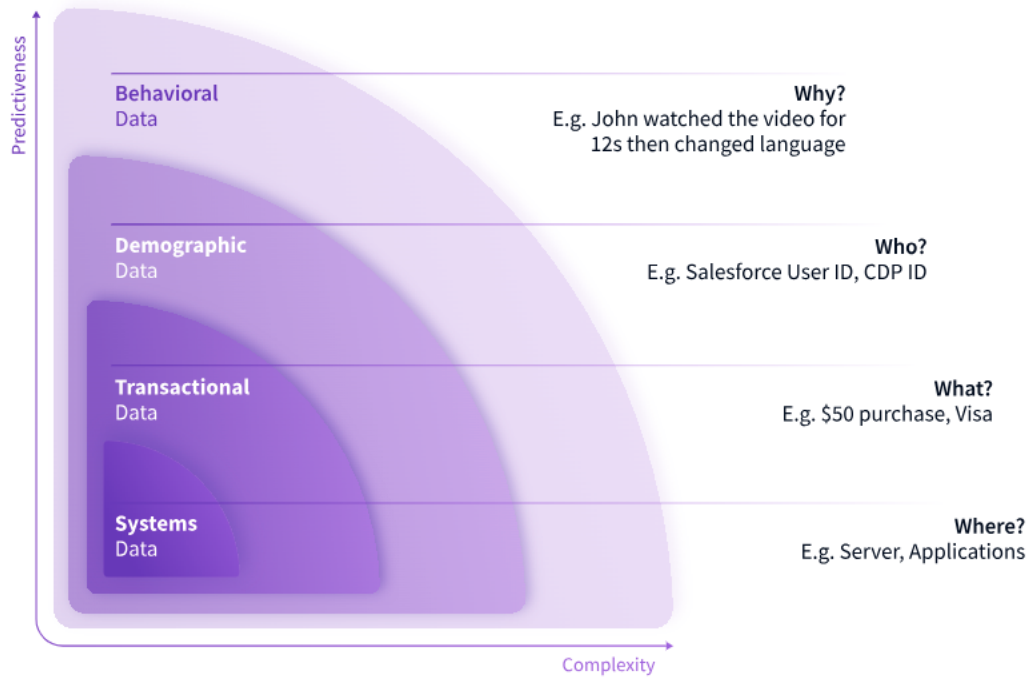 Predictiveness
Behavioral
Data
Why?
E.g. John watched the video for
12s then changed language
Demographic
Data
Who?
E.g. Salesforce User ID, CDP ID
Transactional
Data
What?
E.g. $50 purchase, Visa
Systems
Data
Where?
E.g. Server, Applications
Complexity